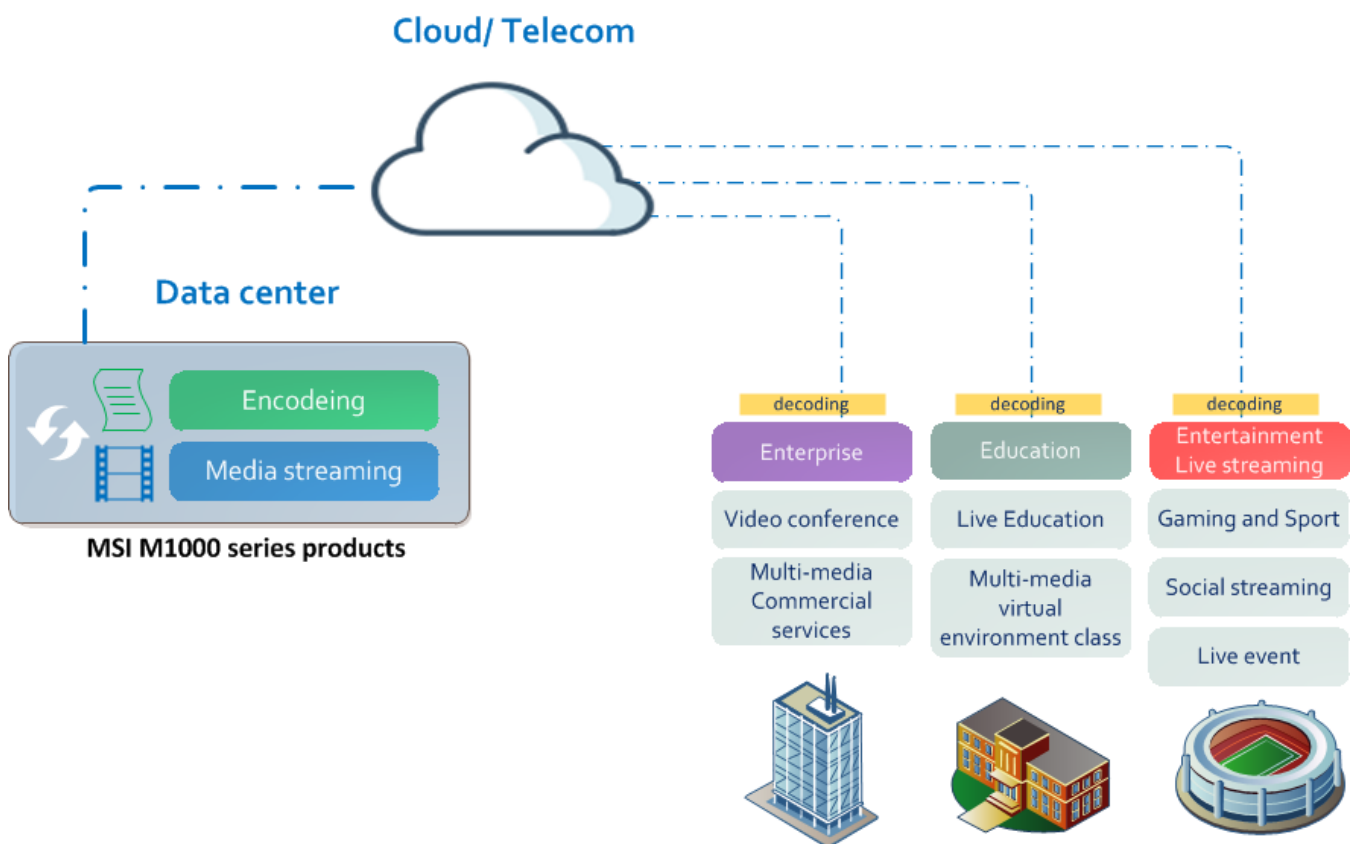 Cloud/ Telecom
Data center
Encodeing
Media streaming
MSI M1000 series products
decoding
Enterprise
Video conference
Multi-media
Commercial
services
decoding
Education
Live Education
Multi-media
virtual
environment class
decoding
Entertainment
Live streaming
Gaming and Sport
Social streaming
Live event